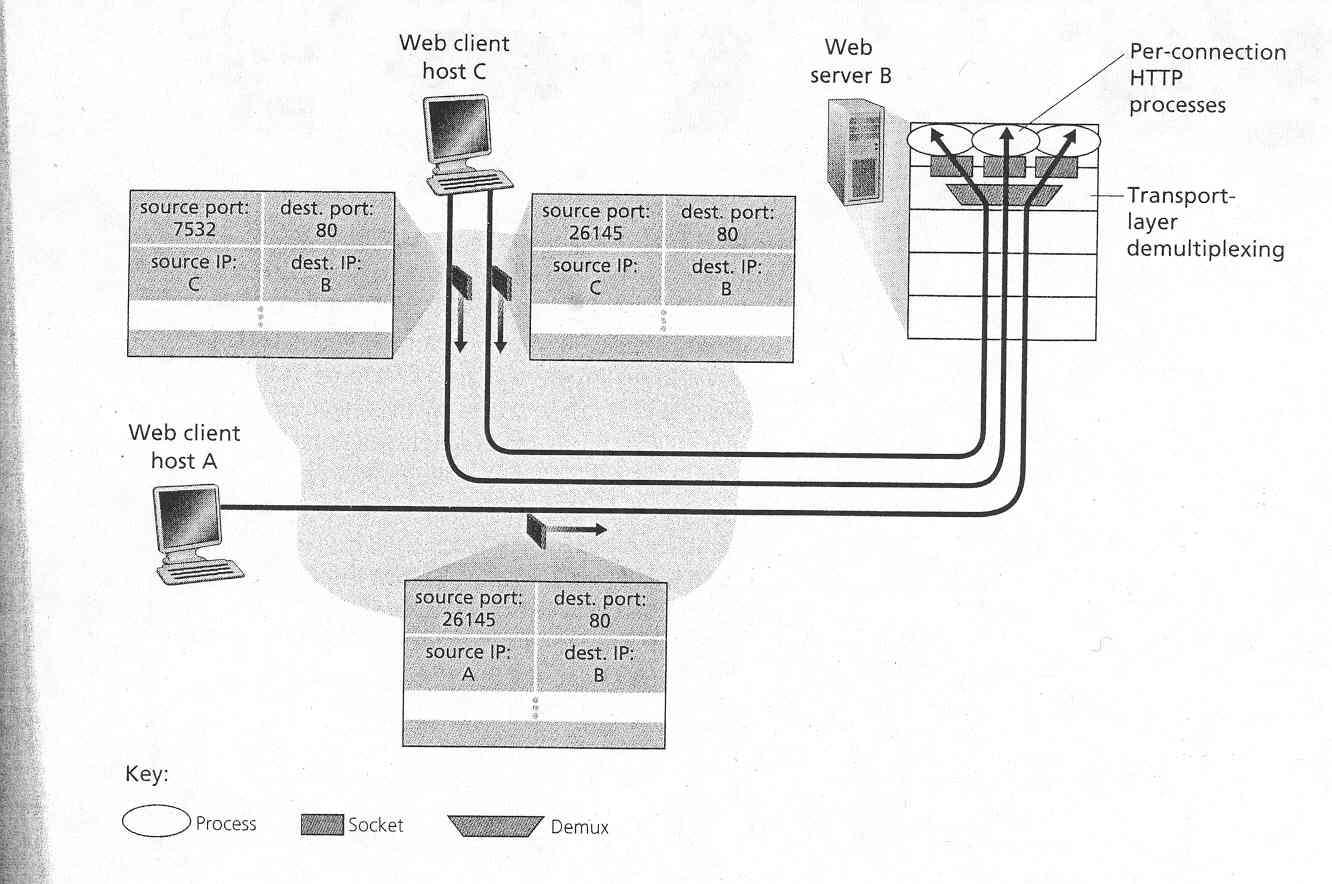 Web client
host C
Web
server B
Per-connection
HTTP
processes
Transport-
layer
demultiplexing
source port:
7532
dest. port:
80
source IP:
C
dest. IP:
B
source port:
26145
dest. port:
80
source IP:
C
dest. IP:
B
Web client
host A
source port:
26145
dest. port:
80
source IP:
A
dest. IP:
B
Key:
Process
Socket
Demux